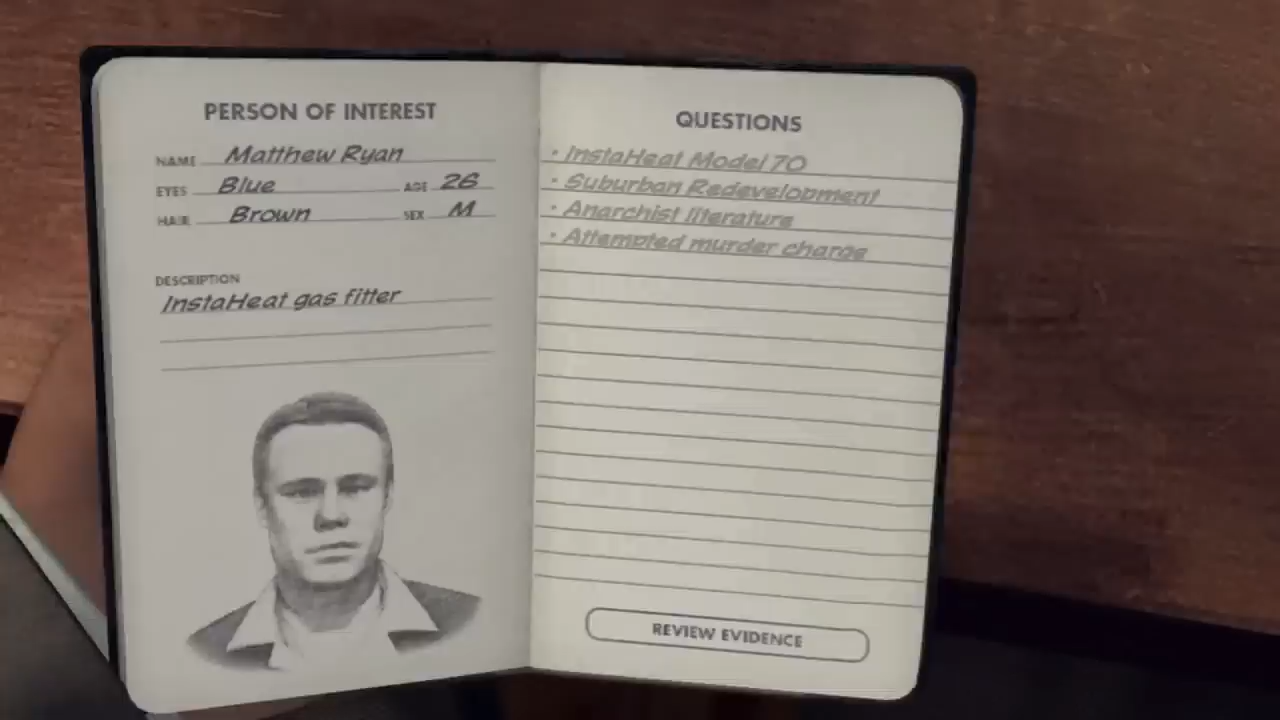 PERSON OF INTEREST
NAME Matthew Ryan
EYES Blue AGE 26
HAIR Brown SEX M
DESCRIPTION
InstaHeat gas fitter
QUESTIONS
• InstaHeat Model 70
• Suburban Redevelopment
• Anarchist literature
• Attempted murder charge
REVIEW EVIDENCE